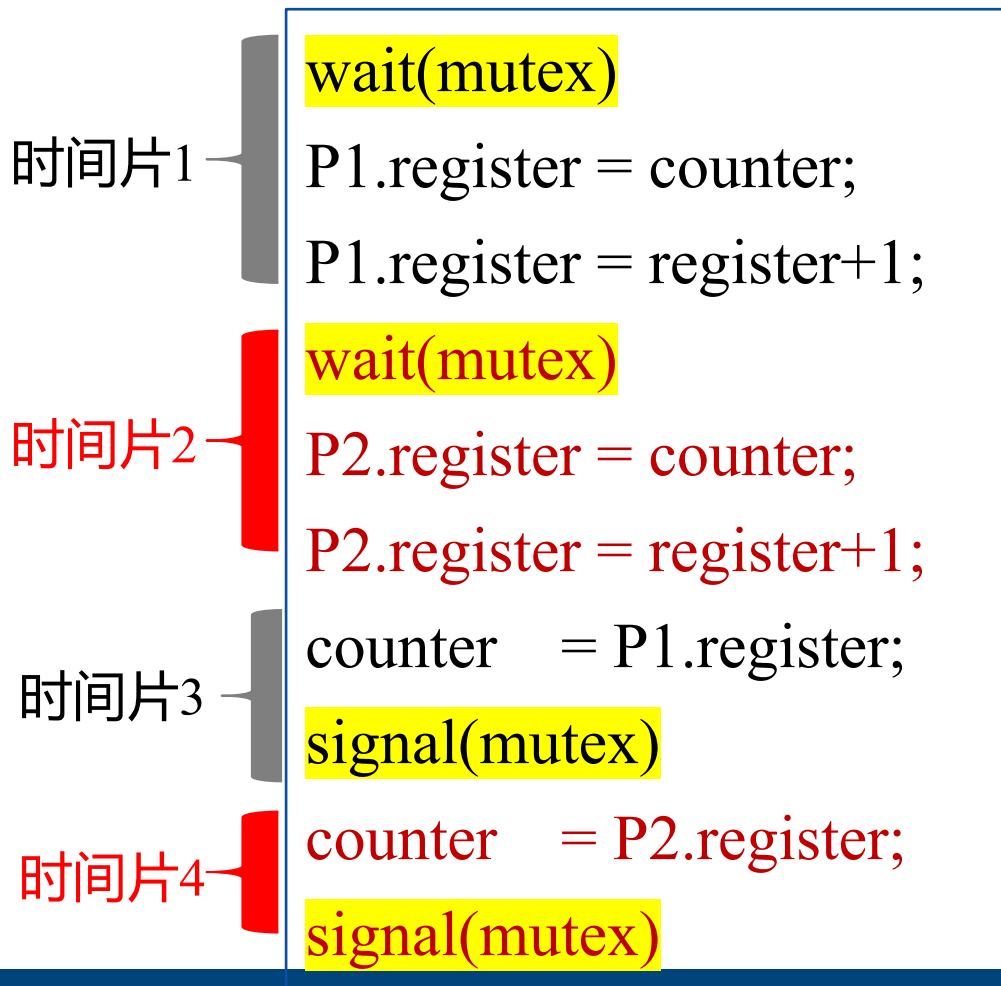 wait(mutex)
时间片1
P1.register = counter;
P1.register = register+1;
wait(mutex)
时间片2
P2.register = counter;
P2.register = register+1;
counter = P1.register;
时间片3
signal(mutex)
counter = P2.register;
时间片4
signal(mutex)